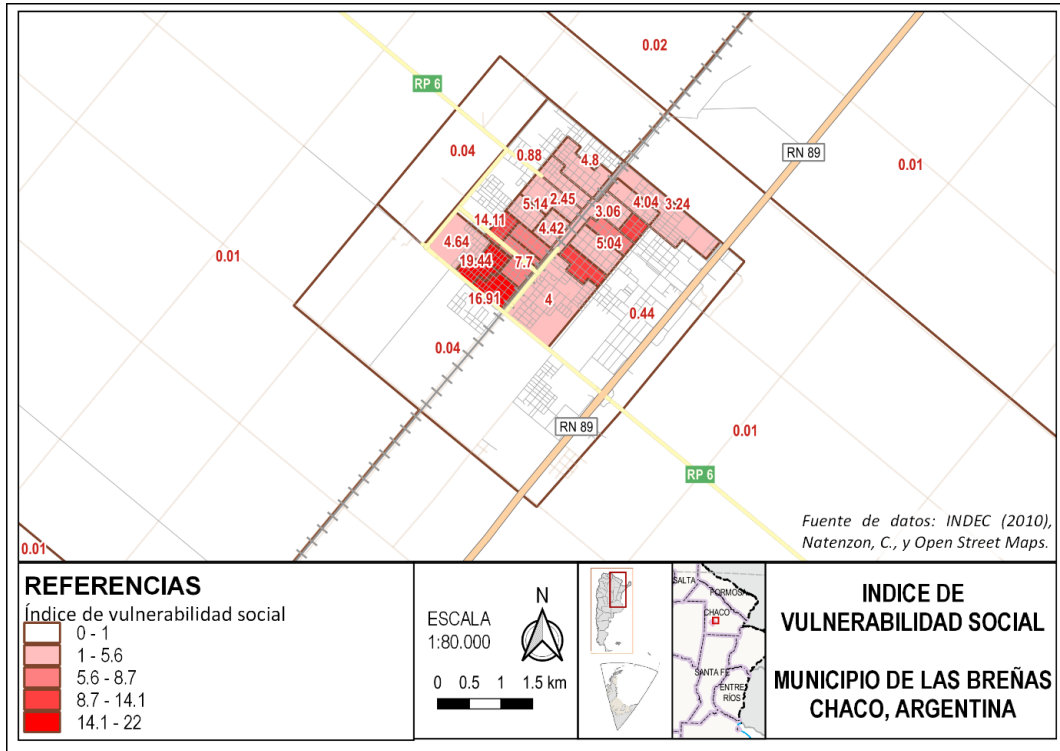 0.02
RP 6
RN 89
0.04
0.88
4.8
0.01
2.45
4.04
3.24
5.14
3.06
14.11
4.42
4.64
5.04
0.01
19.44
7.7
16.91
4
0.44
0.04
RN 89
0.01
RP 6
Fuente de datos: INDEC (2010),
Natenzon, C., y Open Street Maps.
0.01
REFERENCIAS
Índice de vulnerabilidad social
0 - 1
1 - 5.6
5.6 - 8.7
8.7 - 14.1
14.1 - 22
ESCALA
1:80.000
N
0 0.5 1 1.5 km
SALTA
FORMOSA
CHACO
SANTA FE
ENTRE
RÍOS
INDICE DE
VULNERABILIDAD SOCIAL
MUNICIPIO DE LAS BREÑAS
CHACO, ARGENTINA